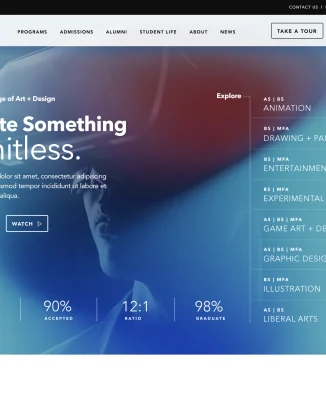 CONTACT US |
PROGRAMS ADMISSIONS ALUMNI STUDENT LIFE ABOUT NEWS TAKE A TOUR
ge of Art + Design
te Something
nitless.
dolor sit amet, consectetur adipiscing
smod tempor incididunt ut labore et
aliqua.
WATCH
Explore
AS | BS
ANIMATION
BS | MFA
DRAWING + PAI
BS | MFA
ENTERTAINMEN
BS | MFA
EXPERIMENTAL
AS | BS | MFA
GAME ART + DE
AS | BS | MFA
GRAPHIC DESIG
BS | MFA
ILLUSTRATION
AS | BS
LIBERAL ARTS
90%
ACCEPTED
12:1
RATIO
98%
GRADUATE